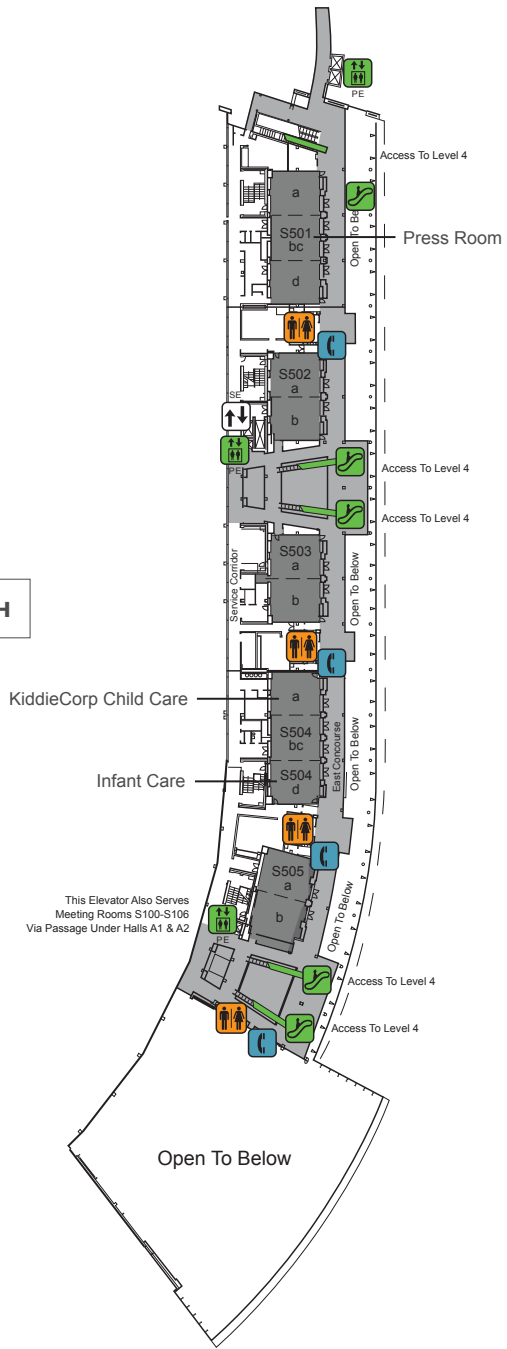 PE
Access To Level 4
a
Open To Be
S501
bc
Press Room
d
S502
a
SE
b
PE
Access To Level 4
Access To Level 4
S503
a
b
Service Corridor
Open To Below
H
KiddieCorp Child Care
a
S504
bc
East Concourse
Open To Below
Infant Care
S504
d
S505
a
This Elevator Also Serves
Meeting Rooms S100-S106
Via Passage Under Halls A1 & A2
b
PE
Open To Below
Access To Level 4
Access To Level 4
Open To Below